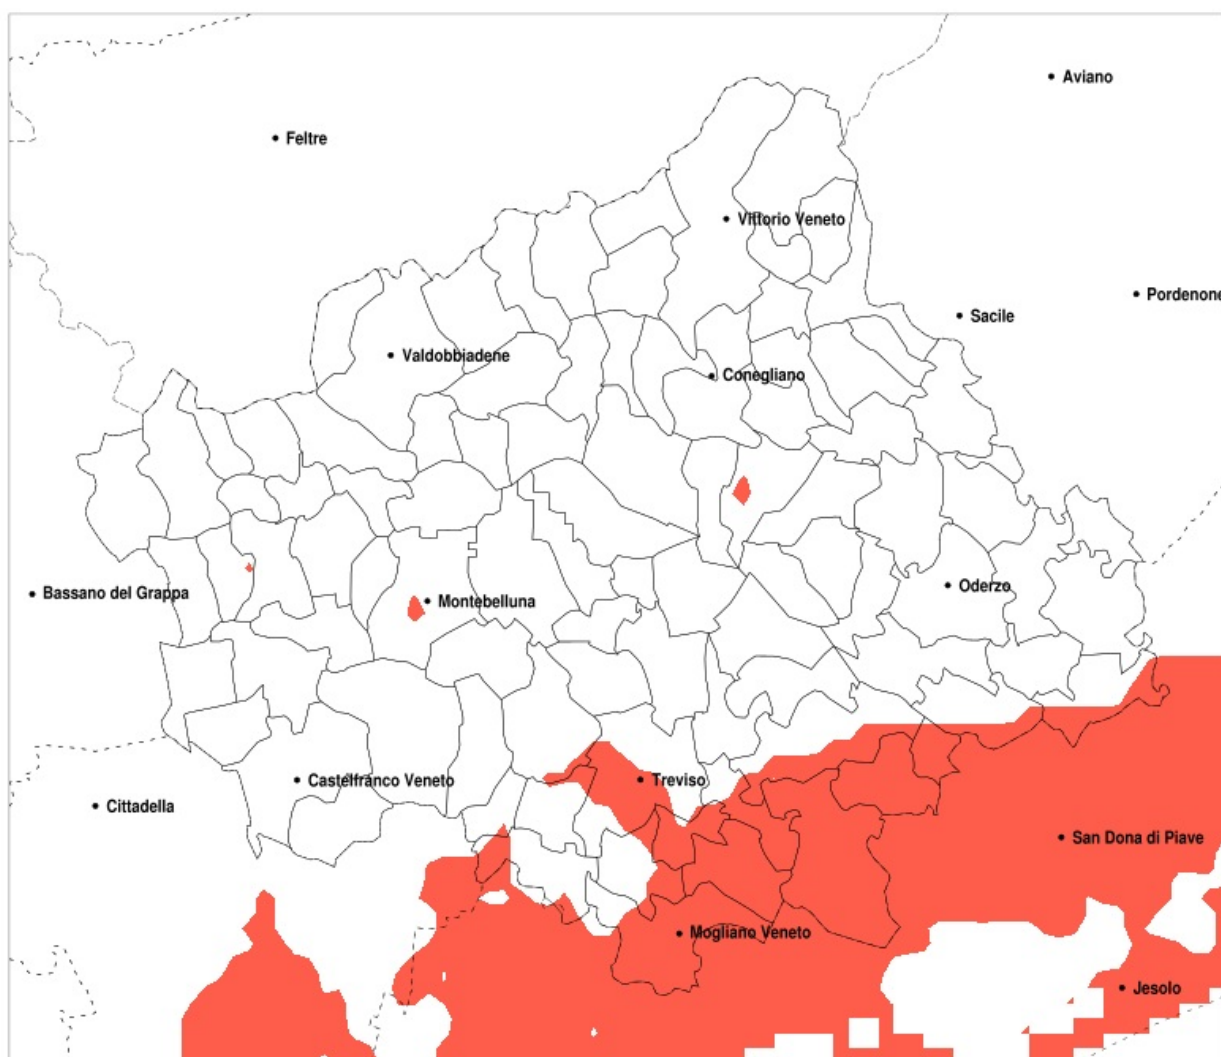 Aviano
Feltre
Vittorio Veneto
Pordenone
Sacile
Valdobbiadene
Conegliano
Oderzo
Bassano del Grappa
Montebelluna
Treviso
Castelfranco Veneto
Cittadella
San Dona di Piave
Mogliano Veneto
Jesolo